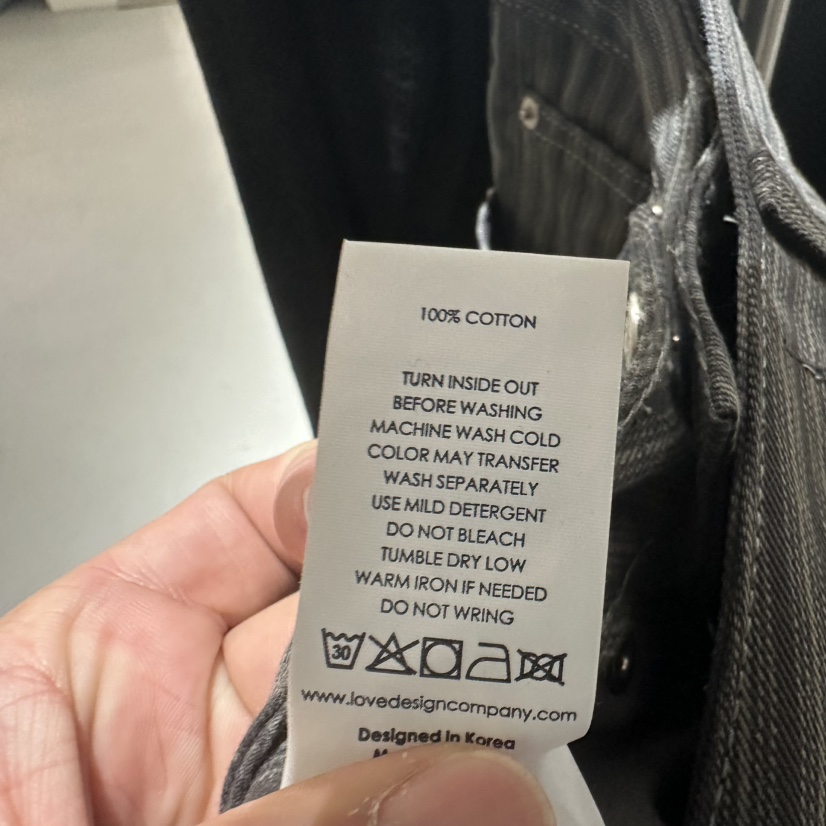 100% COTTON
TURN INSIDE OUT
BEFORE WASHING
MACHINE WASH COLD
COLOR MAY TRANSFER
WASH SEPARATELY
USE MILD DETERGENT
DO NOT BLEACH
TUMBLE DRY LOW
WARM IRON IF NEEDED
DO NOT WRING
30
www.lovedesigncompany.com
Designed in Korea